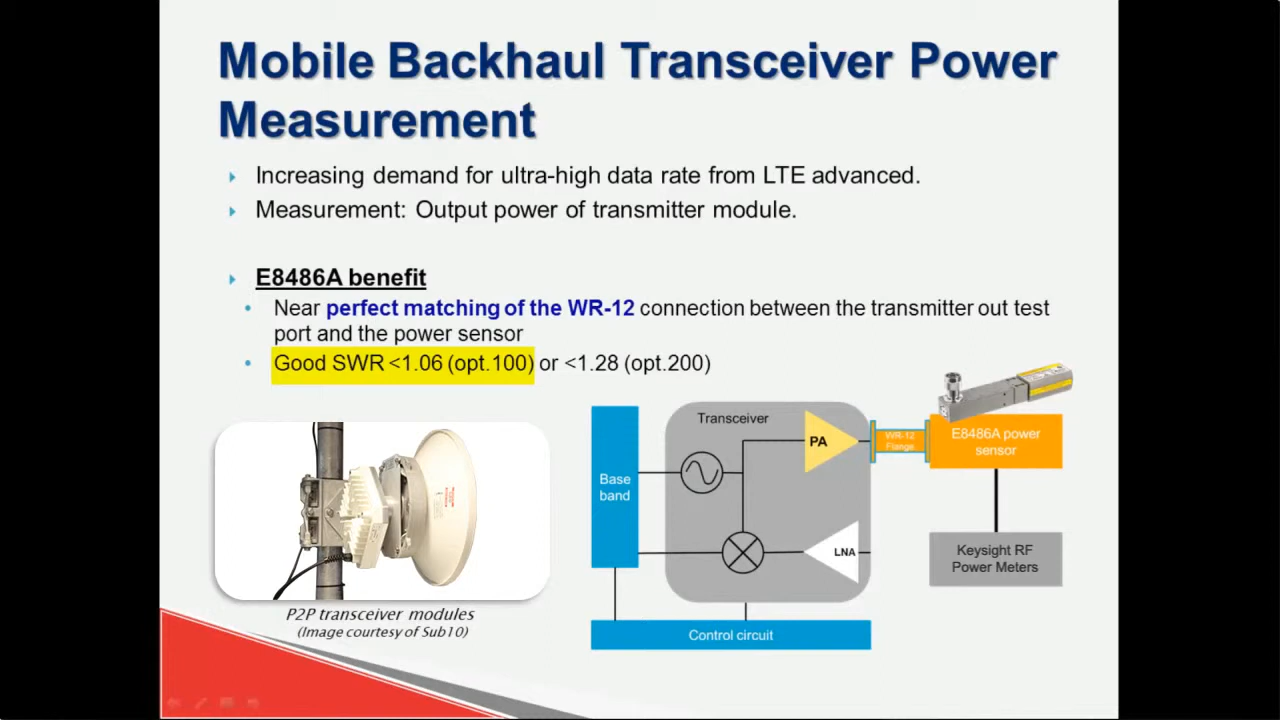 Mobile Backhaul Transceiver Power
Measurement
Increasing demand for ultra-high data rate from LTE advanced.
Measurement: Output power of transmitter module.
E8486A benefit
Near perfect matching of the WR-12 connection between the transmitter out test
port and the power sensor
Good SWR <1.06 (opt.100) or <1.28 (opt.200)
P2P transceiver modules
(Image courtesy of Sub10)
Base
band
Transceiver
PA
LNA
WR-12
Flange
E8486A power
sensor
Keysight RF
Power Meters
Control circuit